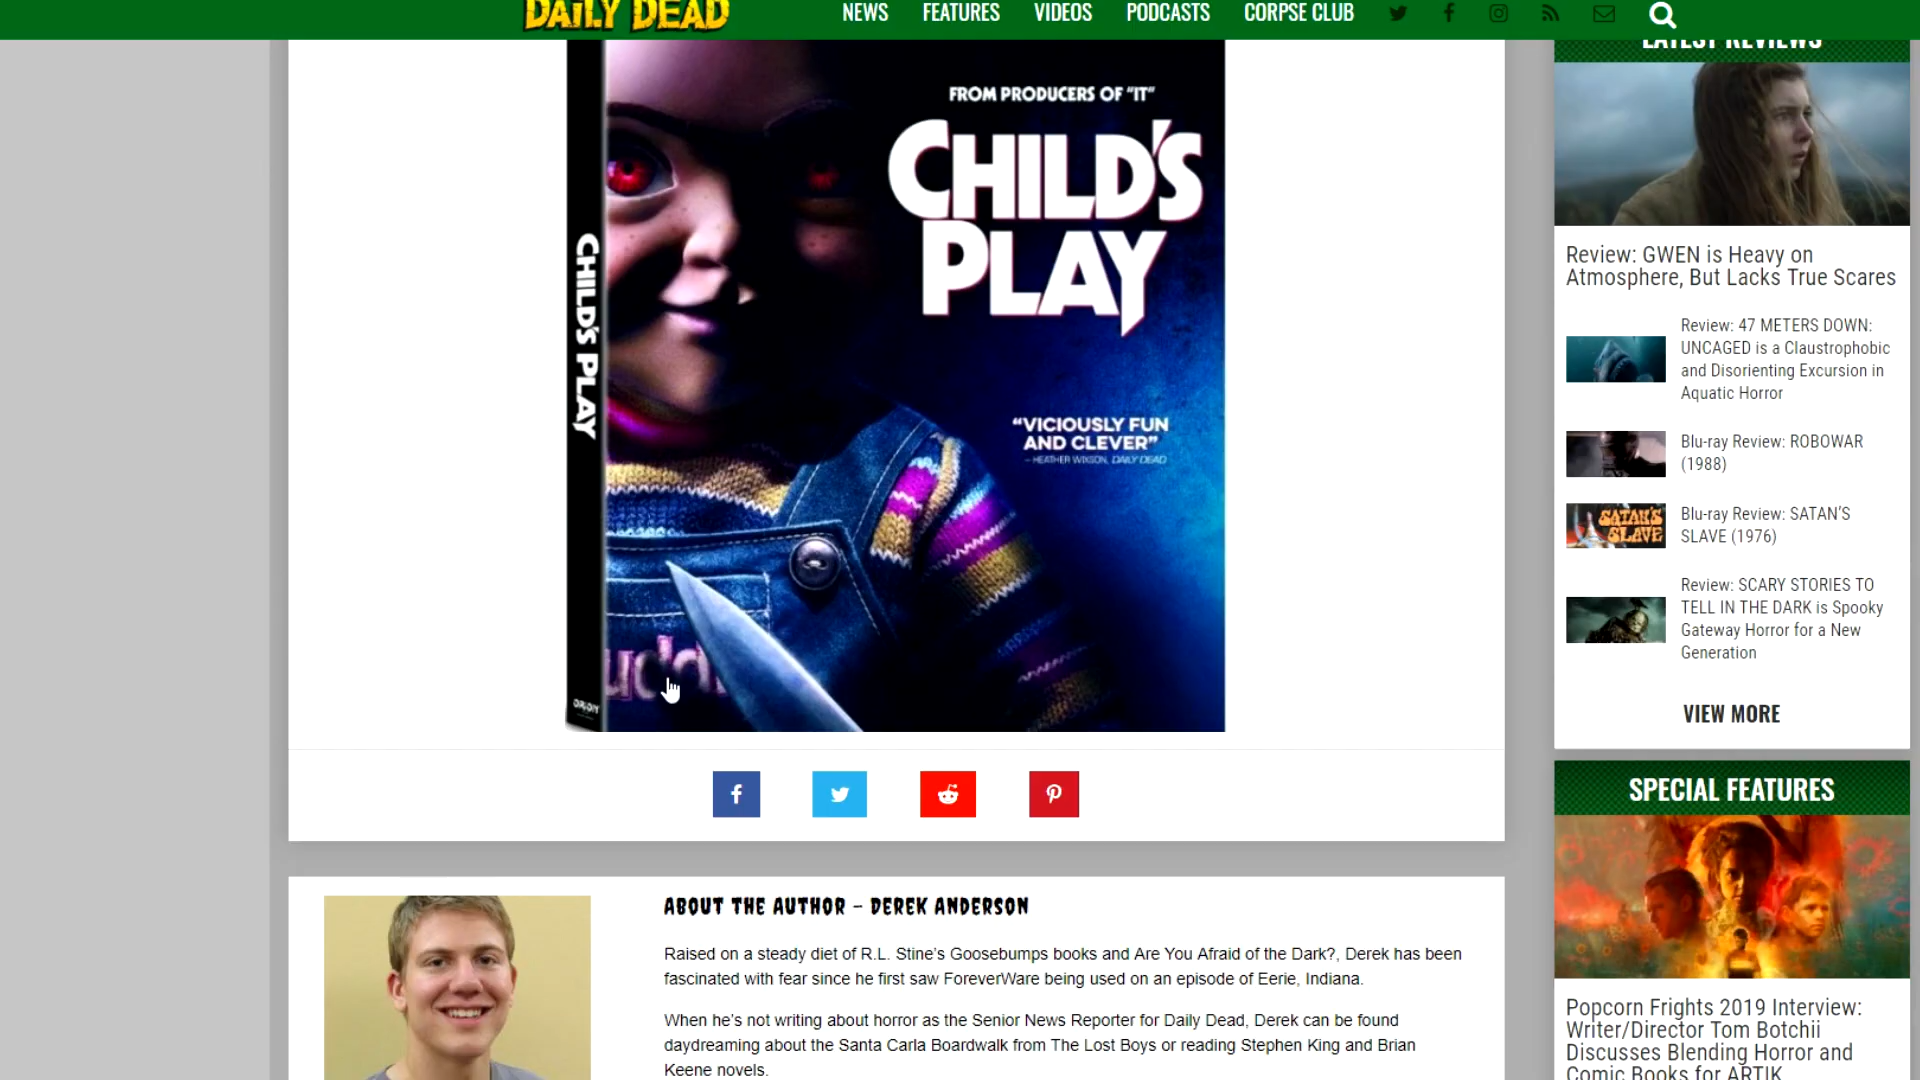 DAILY DEAD
NEWS
FEATURES
VIDEOS
PODCASTS
CORPSE CLUB
LATEST REVIEWS
FROM PRODUCERS OF "IT"
CHILD'S
PLAY
CHILD'S PLAY
"VICIOUSLY FUN
AND CLEVER"
– HEATHER WIXSON, DAILY DEAD
ORION
Review: GWEN is Heavy on
Atmosphere, But Lacks True Scares
Review: 47 METERS DOWN:
UNCAGED is a Claustrophobic
and Disorienting Excursion in
Aquatic Horror
Blu-ray Review: ROBOWAR
(1988)
SATAN'S
SLAVE
Blu-ray Review: SATAN'S
SLAVE (1976)
Review: SCARY STORIES TO
TELL IN THE DARK is Spooky
Gateway Horror for a New
Generation
VIEW MORE
SPECIAL FEATURES
Popcorn Frights 2019 Interview:
Writer/Director Tom Botchii
Discusses Blending Horror and
Comic Books for ARTIK
ABOUT THE AUTHOR – DEREK ANDERSON
Raised on a steady diet of R.L. Stine's Goosebumps books and Are You Afraid of the Dark?, Derek has been
fascinated with fear since he first saw ForeverWare being used on an episode of Eerie, Indiana.
When he's not writing about horror as the Senior News Reporter for Daily Dead, Derek can be found
daydreaming about the Santa Carla Boardwalk from The Lost Boys or reading Stephen King and Brian
Keene novels.